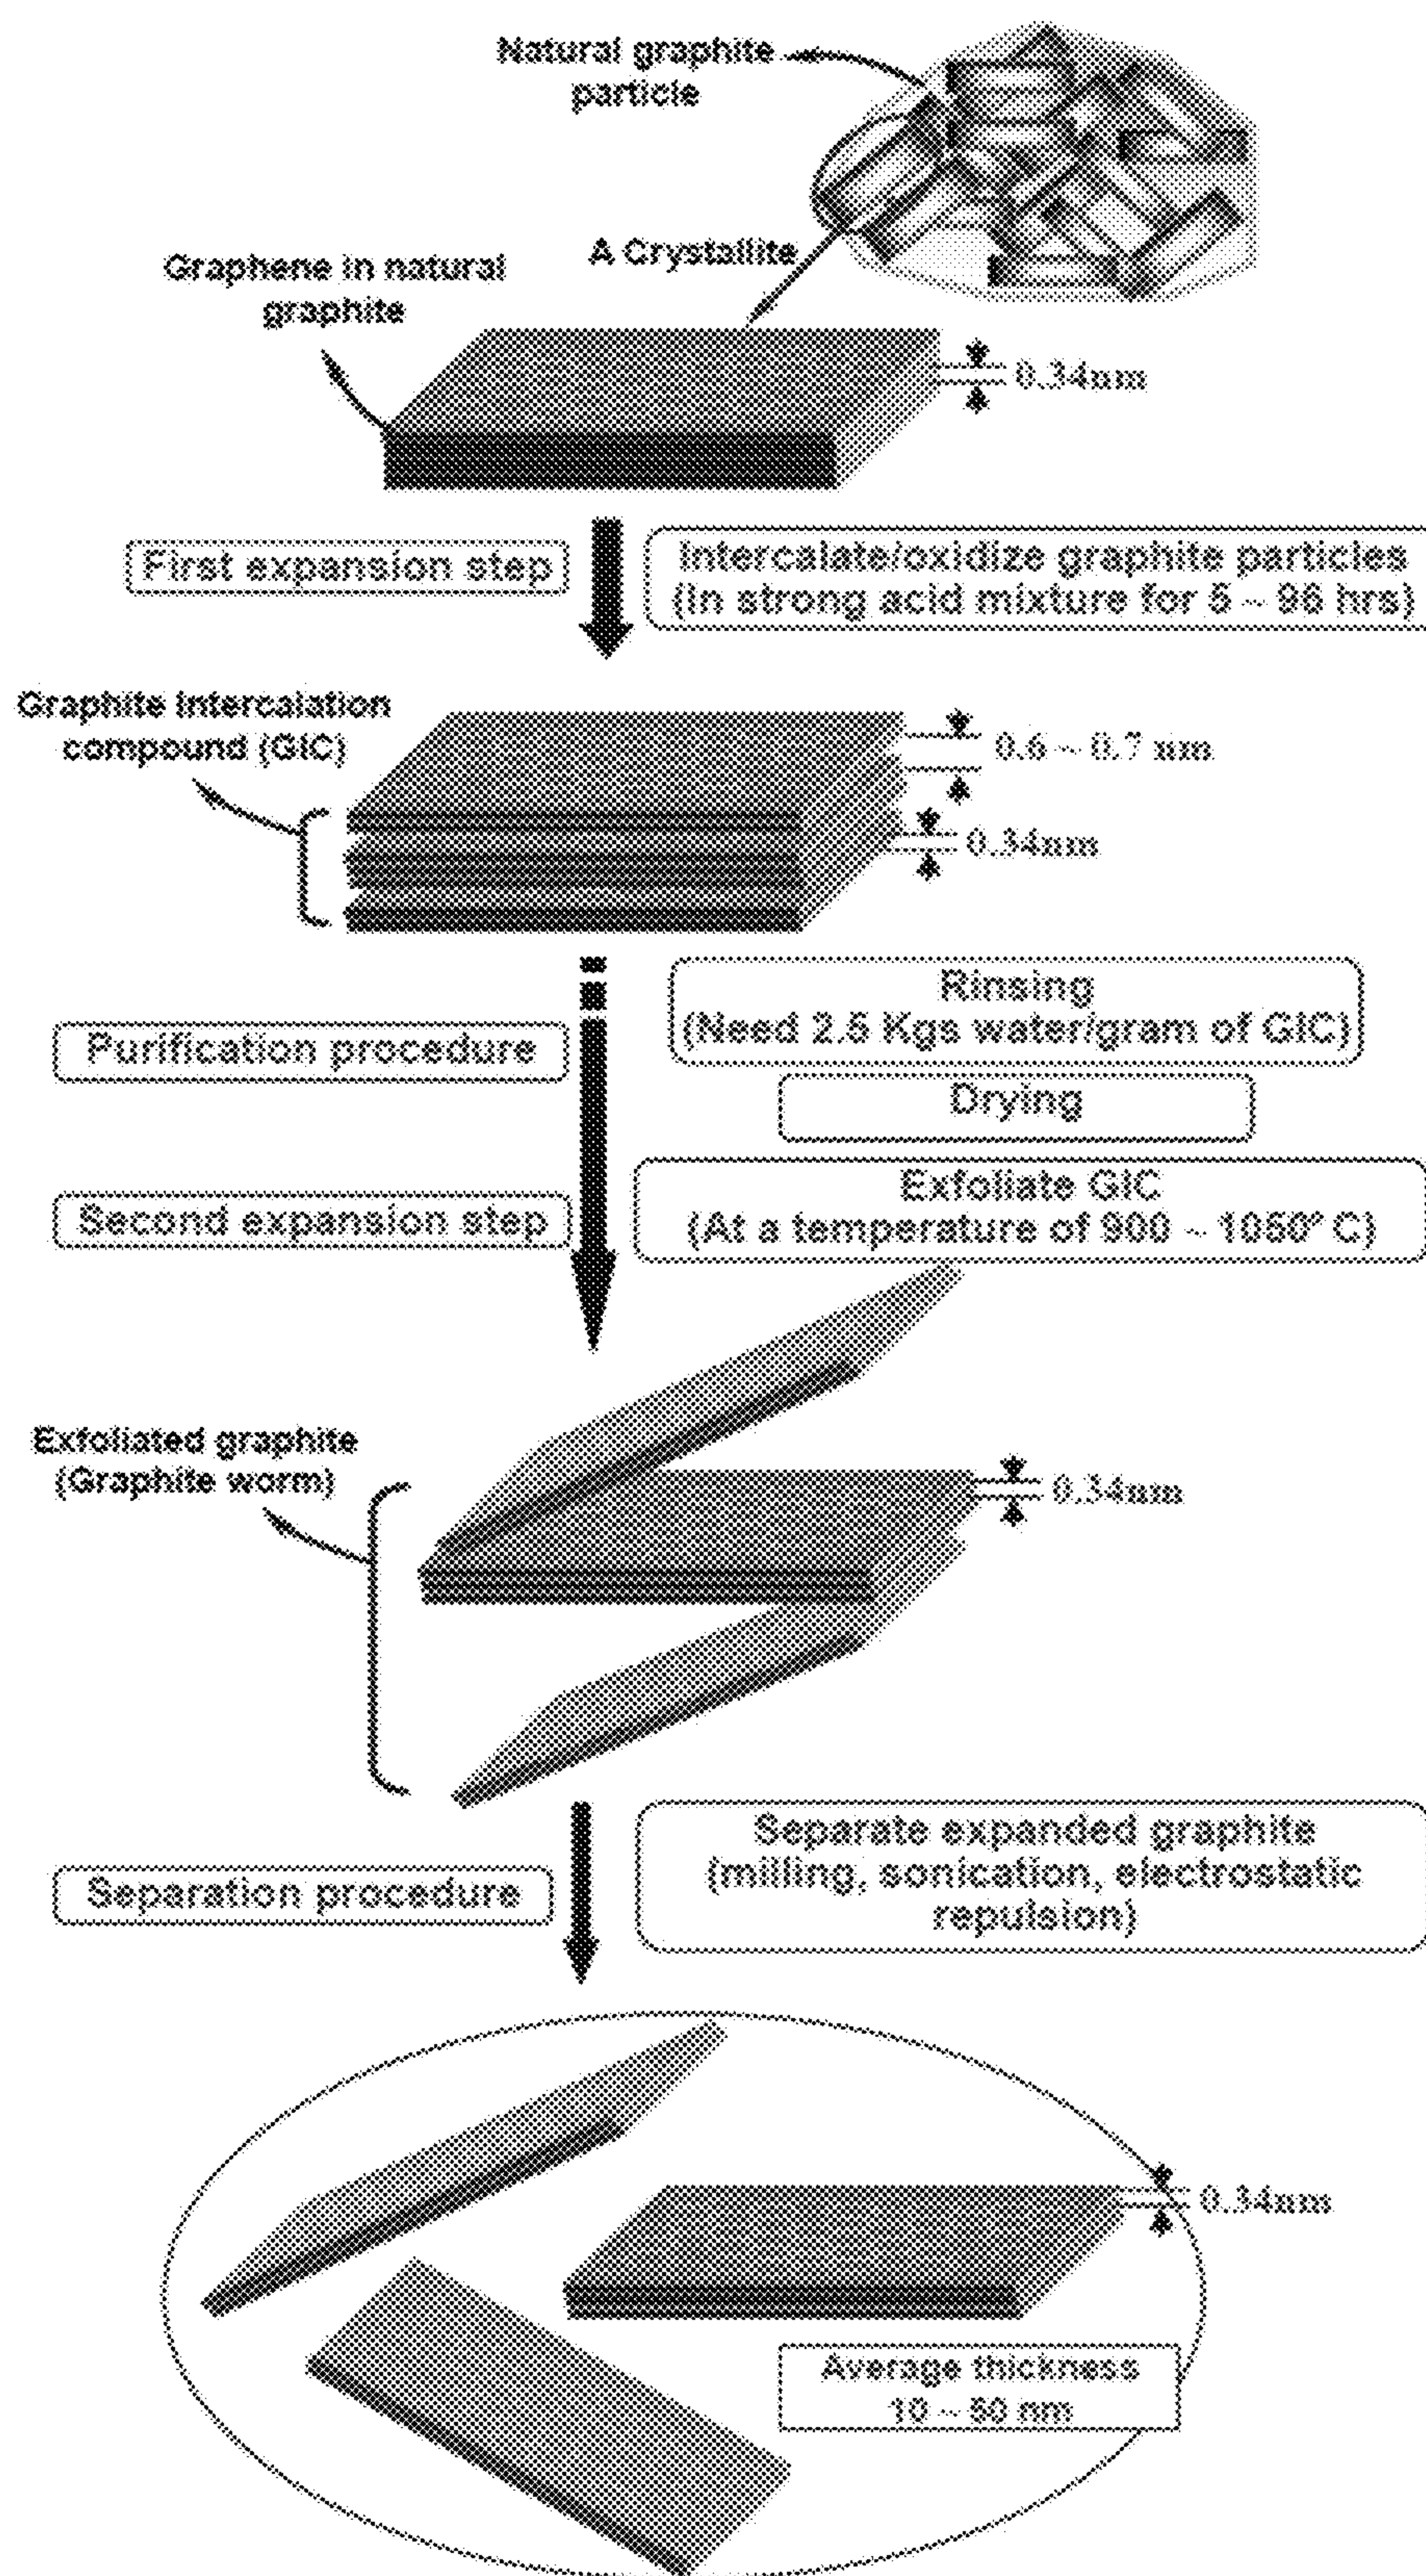 Natural graphite
particle
A Crystallite
Graphene in natural
graphite
0.34nm
First expansion step
Intercalate/oxidize graphite particles
(In strong acid mixture for 5 ~ 96 hrs)
Graphite Intercalation
compound (GIC)
0.6 ~ 0.7 nm
0.34nm
Purification procedure
Rinsing
(Need 2.5 Kgs water/gram of GIC)
Drying
Second expansion step
Exfoliate GIC
(At a temperature of 900 ~ 1050º C)
Exfoliated graphite
(Graphite worm)
0.34nm
Separation procedure
Separate expanded graphite
(milling, sonication, electrostatic
repulsion)
0.34nm
Average thickness
10 ~ 50 nm